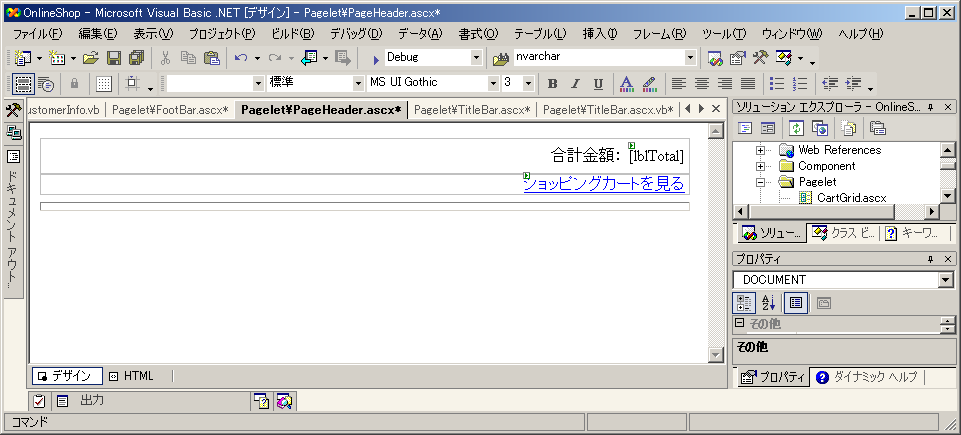 OnlineShop - Microsoft Visual Basic .NET [デザイン] - Pagelet¥PageHeader.ascx*
ファイル(F) 編集(E) 表示(V) プロジェクト(P) ビルド(B) デバッグ(D) データ(A) 書式(O) テーブル(L) 挿入(I) フレーム(R) ツール(T) ウィンドウ(W) ヘルプ(H)
Debug nvarchar
標準 MS UI Gothic 3 B I U A
ustomerInfo.vb Pagelet¥FootBar.ascx* Pagelet¥PageHeader.ascx* Pagelet¥TitleBar.ascx* Pagelet¥TitleBar.ascx.vb*
ドキュメント アウト...
合計金額: [lblTotal]
ショッピングカートを見る
デザイン HTML
ソリューション エクスプローラ - OnlineS...
Web References
Component
Pagelet
CartGrid.ascx
ソリュー... クラス ビ... キーワ...
プロパティ
DOCUMENT
その他
その他
プロパティ ダイナミック ヘルプ
出力
コマンド